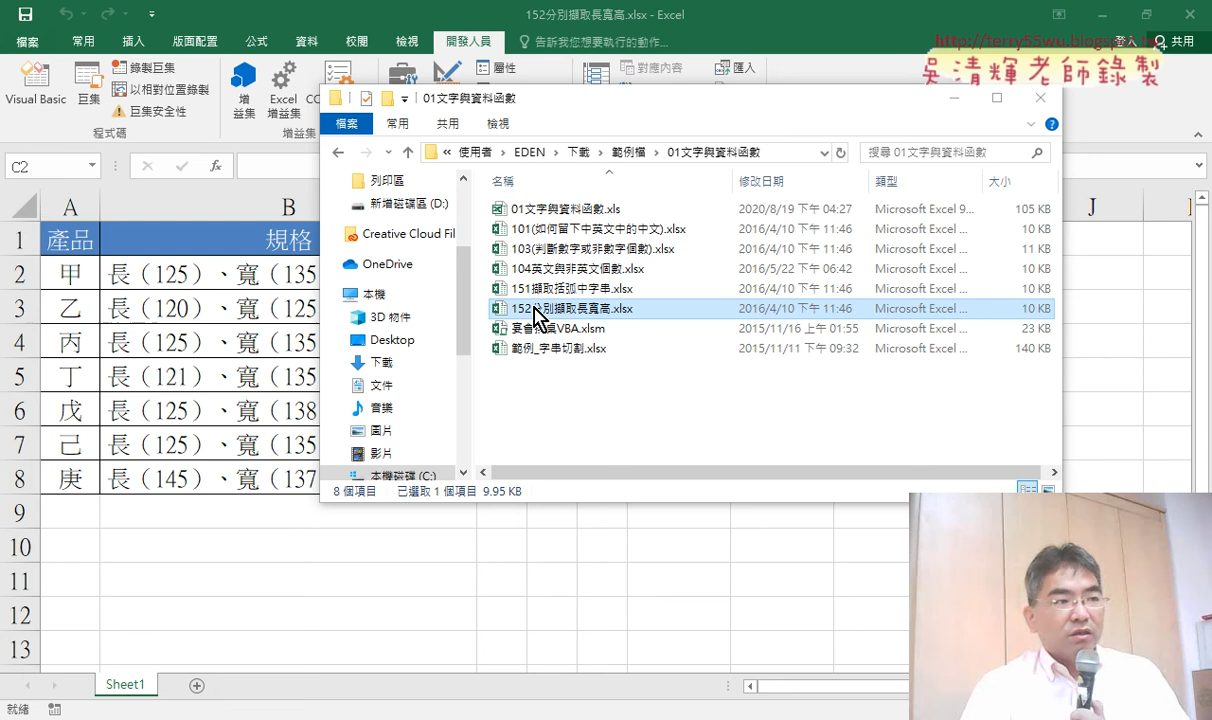 152分別擷取長寬高.xlsx - Excel
檔案 常用 插入 版面配置 公式 資料 校閱 檢視 開發人員 告訴我您想要執行的動作... 登入 共用
http://terry55wu.blogspot.tw
吳清輝老師錄製
Visual Basic 巨集 錄製巨集 以相對位置錄製 巨集安全性
程式碼
增益集 Excel 增益集
增益集
屬性 對應內容 匯入
01文字與資料函數
檔案 常用 共用 檢視
« 使用者 EDEN 下載 範例檔 01文字與資料函數 搜尋 01文字與資料函數
C2 fx
列印區
新增磁碟區 (D:)
Creative Cloud Fil
OneDrive
本機
3D 物件
Desktop
下載
文件
音樂
圖片
影片
本機磁碟 (C:)
名稱 修改日期 類型 大小
01文字與資料函數.xls 2020/8/19 下午 04:27 Microsoft Excel 9... 105 KB
101(如何留下中英文中的中文).xlsx 2016/4/10 下午 11:46 Microsoft Excel ... 10 KB
103(判斷數字或非數字個數).xlsx 2016/4/10 下午 11:46 Microsoft Excel ... 11 KB
104英文與非英文個數.xlsx 2016/5/22 下午 06:42 Microsoft Excel ... 10 KB
151擷取括弧中字串.xlsx 2016/4/10 下午 11:46 Microsoft Excel ... 10 KB
152分別擷取長寬高.xlsx 2016/4/10 下午 11:46 Microsoft Excel ... 10 KB
VBA.xlsm 2015/11/16 上午 01:55 Microsoft Excel ... 23 KB
範例_字串切割.xlsx 2015/11/11 下午 09:32 Microsoft Excel ... 140 KB
8 個項目 已選取 1 個項目 9.95 KB
A B J
1 產品 規格
2 甲 長（125）、寬（135
3 乙 長（120）、寬（125
4 丙 長（125）、寬（135
5 丁 長（121）、寬（135
6 戊 長（125）、寬（138
7 己 長（125）、寬（135
8 庚 長（145）、寬（137
9
10
11
12
13
Sheet1
就緒